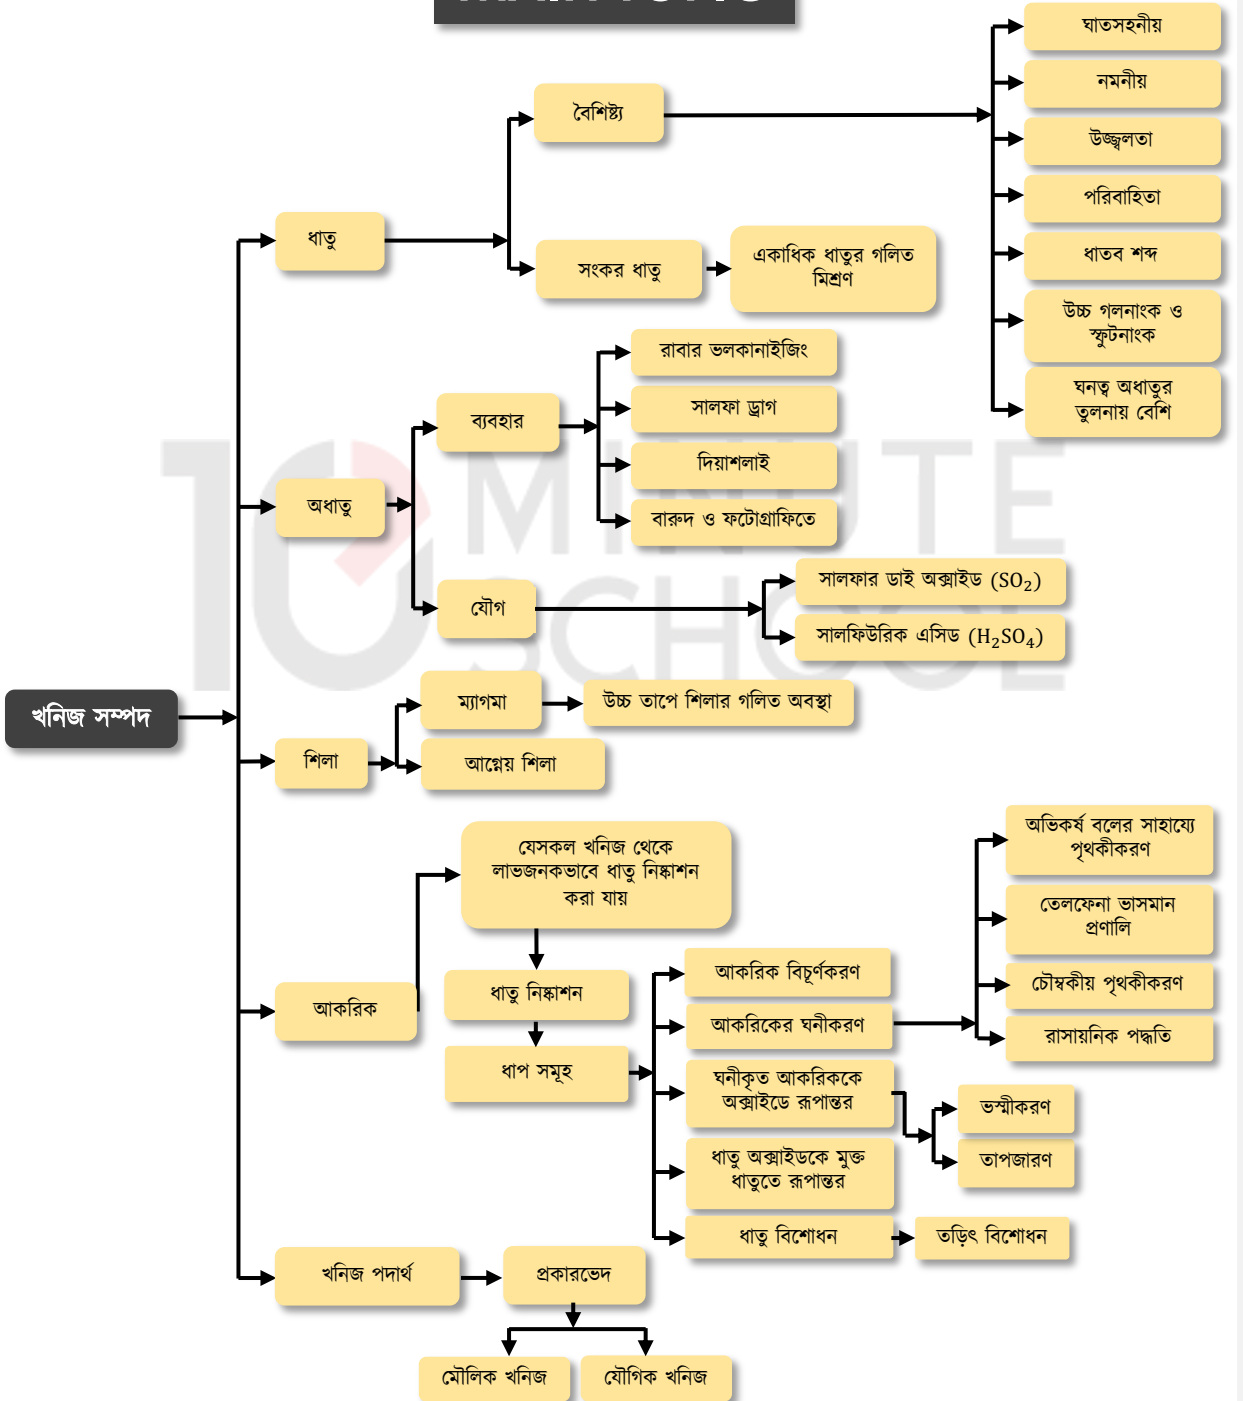 ঘাতসহনীয়
নমনীয়
বৈশিষ্ট্য
উজ্জ্বলতা
পরিবাহিতা
ধাতু
ধাতব শব্দ
সংকর ধাতু
একাধিক ধাতুর গলিত
মিশ্রণ
উচ্চ গলনাংক ও
স্ফুটনাংক
ঘনত্ব অধাতুর
তুলনায় বেশি
রাবার ভলকানাইজিং
ব্যবহার
সালফা ড্রাগ
দিয়াশলাই
অধাতু
বারুদ ও ফটোগ্রাফিতে
যৌগ
সালফার ডাই অক্সাইড (SO₂)
সালফিউরিক এসিড (H₂SO₄)
10 MINUTE
SCHOOL
খনিজ সম্পদ
ম্যাগমা
উচ্চ তাপে শিলার গলিত অবস্থা
শিলা
আগ্নেয় শিলা
যেসকল খনিজ থেকে
লাভজনকভাবে ধাতু নিষ্কাশন
করা যায়
আকরিক
ধাতু নিষ্কাশন
ধাপ সমূহ
আকরিক বিচূর্ণকরণ
আকরিকের ঘনীকরণ
অভিকর্ষ বলের সাহায্যে
পৃথকীকরণ
তেলফেনা ভাসমান
প্রণালি
চৌম্বকীয় পৃথকীকরণ
রাসায়নিক পদ্ধতি
ঘনীকৃত আকরিককে
অক্সাইডে রূপান্তর
ভস্মীকরণ
তাপজারণ
ধাতু অক্সাইডকে মুক্ত
ধাতুতে রূপান্তর
ধাতু বিশোধন
তড়িৎ বিশোধন
খনিজ পদার্থ
প্রকারভেদ
মৌলিক খনিজ
যৌগিক খনিজ